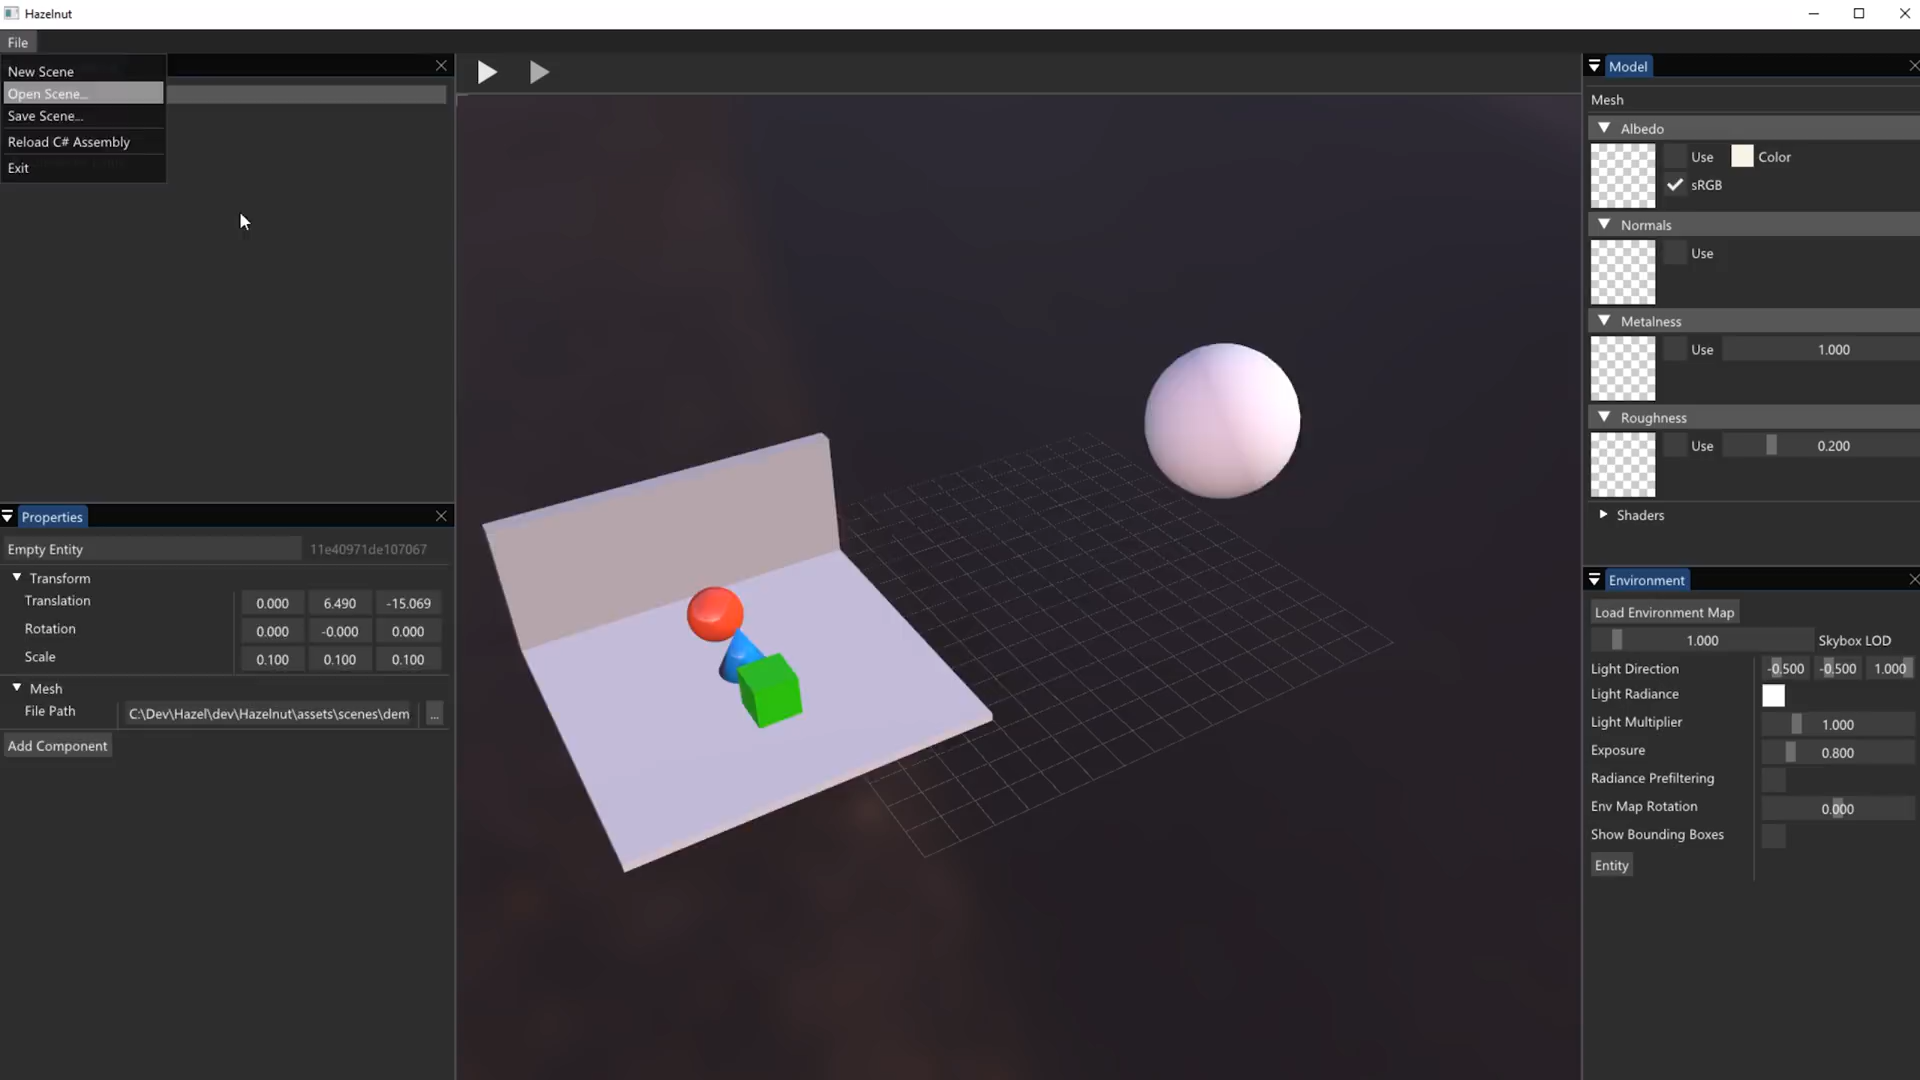 Hazelnut
File
New Scene
Open Scene...
Save Scene...
Reload C# Assembly
Exit
Properties
Empty Entity 11e40971de107067
Transform
Translation 0.000 6.490 -15.069
Rotation 0.000 -0.000 0.000
Scale 0.100 0.100 0.100
Mesh
File Path C:\Dev\Hazel\dev\Hazelnut\assets\scenes\dem ...
Add Component
Model
Mesh
Albedo
Use Color
sRGB
Normals
Use
Metalness
Use 1.000
Roughness
Use 0.200
Shaders
Environment
Load Environment Map
1.000 Skybox LOD
Light Direction -0.500 -0.500 1.000
Light Radiance
Light Multiplier 1.000
Exposure 0.800
Radiance Prefiltering
Env Map Rotation 0.000
Show Bounding Boxes
Entity